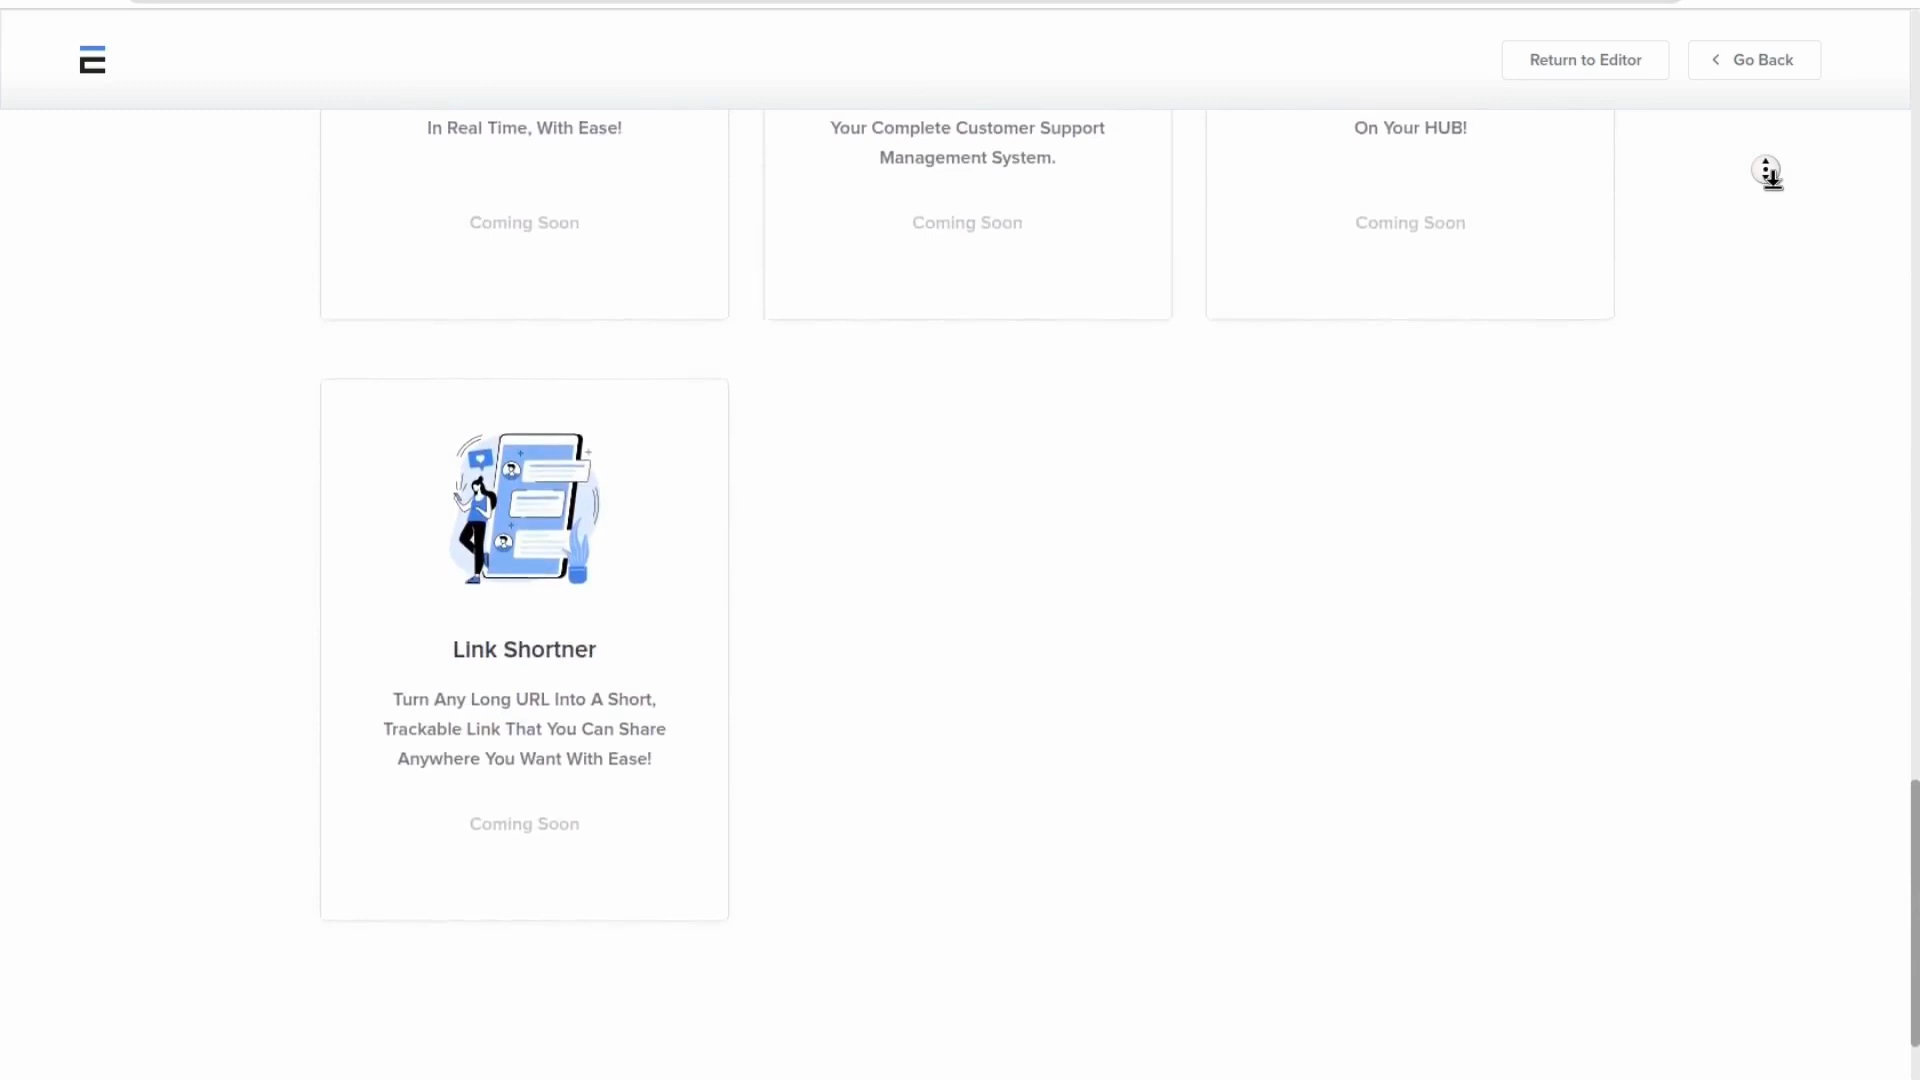 Return to Editor
Go Back
In Real Time, With Ease!
Your Complete Customer Support
Management System.
On Your HUB!
Coming Soon
Coming Soon
Coming Soon
Link Shortner
Turn Any Long URL Into A Short,
Trackable Link That You Can Share
Anywhere You Want With Ease!
Coming Soon